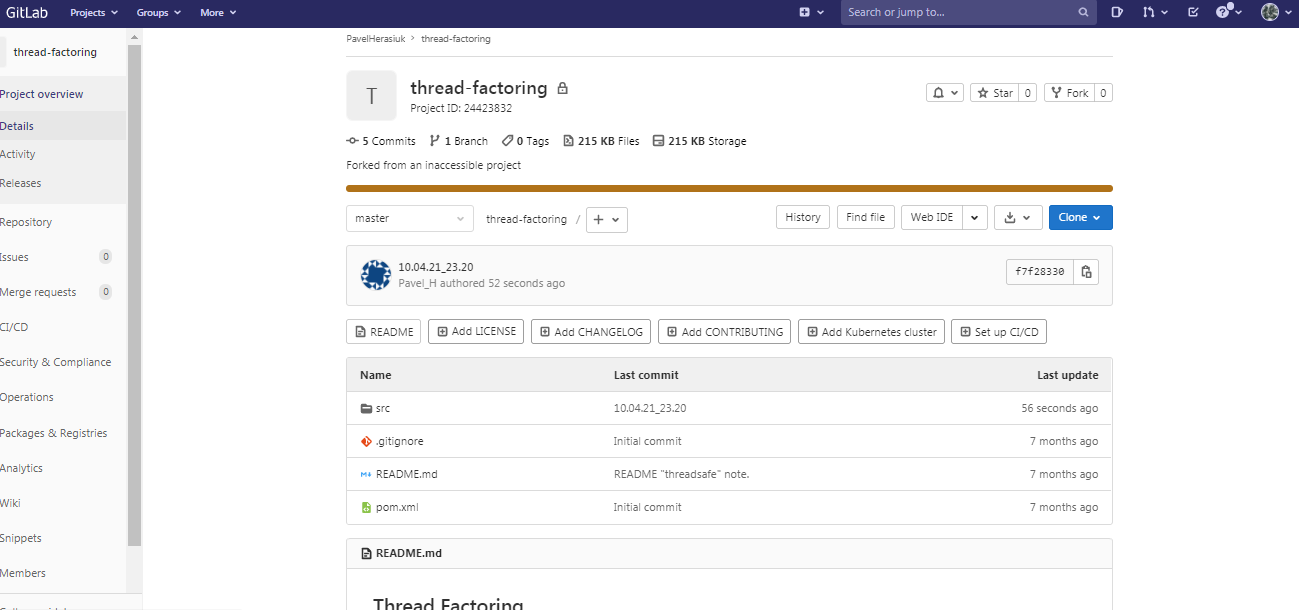 GitLab Projects Groups More Search or jump to...
thread-factoring
Project overview
Details
Activity
Releases
Repository
Issues 0
Merge requests 0
CI/CD
Security & Compliance
Operations
Packages & Registries
Analytics
Wiki
Snippets
Members
PavelHerasiuk > thread-factoring
T
thread-factoring
Project ID: 24423832
Star 0 Fork 0
5 Commits 1 Branch 0 Tags 215 KB Files 215 KB Storage
Forked from an inaccessible project
master thread-factoring / + History Find file Web IDE Clone
10.04.21_23.20
Pavel_H authored 52 seconds ago
f7f28330
README Add LICENSE Add CHANGELOG Add CONTRIBUTING Add Kubernetes cluster Set up CI/CD
Name Last commit Last update
src 10.04.21_23.20 56 seconds ago
.gitignore Initial commit 7 months ago
README.md README "threadsafe" note. 7 months ago
pom.xml Initial commit 7 months ago
README.md
Thread Factoring